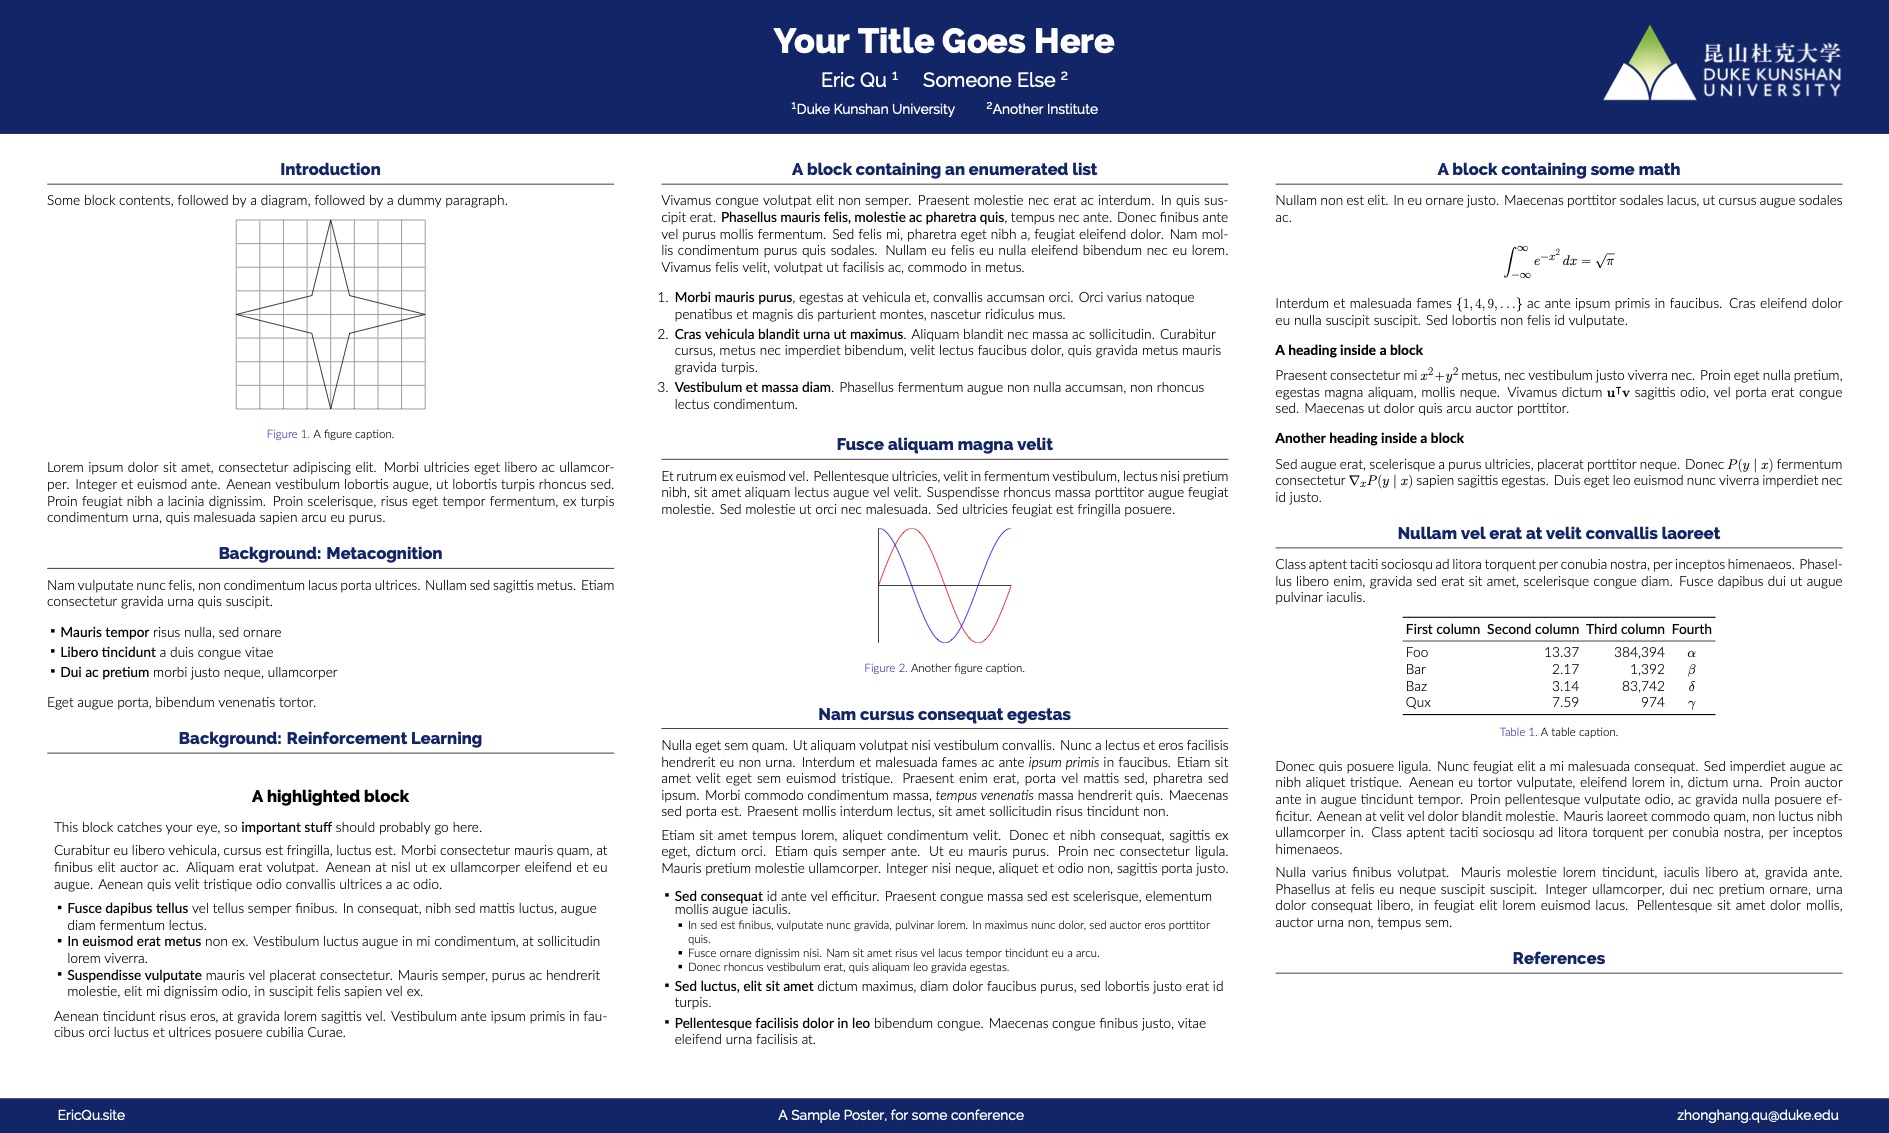 Your Title Goes Here
Eric Qu ¹ Someone Else ²
¹Duke Kunshan University ²Another Institute
昆山杜克大学
DUKE KUNSHAN
UNIVERSITY
Introduction
Some block contents, followed by a diagram, followed by a dummy paragraph.
Figure 1. A figure caption.
Lorem ipsum dolor sit amet, consectetur adipiscing elit. Morbi ultricies eget libero ac ullamcor-
per. Integer et euismod ante. Aenean vestibulum lobortis augue, ut lobortis turpis rhoncus sed.
Proin feugiat nibh a lacinia dignissim. Proin scelerisque, risus eget tempor fermentum, ex turpis
condimentum urna, quis malesuada sapien arcu eu purus.
Background: Metacognition
Nam vulputate nunc felis, non condimentum lacus porta ultrices. Nullam sed sagittis metus. Etiam
consectetur gravida urna quis suscipit.
▪ Mauris tempor risus nulla, sed ornare
▪ Libero tincidunt a duis congue vitae
▪ Dui ac pretium morbi justo neque, ullamcorper
Eget augue porta, bibendum venenatis tortor.
Background: Reinforcement Learning
A highlighted block
This block catches your eye, so important stuff should probably go here.
Curabitur eu libero vehicula, cursus est fringilla, luctus est. Morbi consectetur mauris quam, at
finibus elit auctor ac. Aliquam erat volutpat. Aenean at nisl ut ex ullamcorper eleifend et eu
augue. Aenean quis velit tristique odio convallis ultrices a ac odio.
▪ Fusce dapibus tellus vel tellus semper finibus. In consequat, nibh sed mattis luctus, augue
diam fermentum lectus.
▪ In euismod erat metus non ex. Vestibulum luctus augue in mi condimentum, at sollicitudin
lorem viverra.
▪ Suspendisse vulputate mauris vel placerat consectetur. Mauris semper, purus ac hendrerit
molestie, elit mi dignissim odio, in suscipit felis sapien vel ex.
Aenean tincidunt risus eros, at gravida lorem sagittis vel. Vestibulum ante ipsum primis in fau-
cibus orci luctus et ultrices posuere cubilia Curae.
A block containing an enumerated list
Vivamus congue volutpat elit non semper. Praesent molestie nec erat ac interdum. In quis sus-
cipit erat. Phasellus mauris felis, molestie ac pharetra quis, tempus nec ante. Donec finibus ante
vel purus mollis fermentum. Sed felis mi, pharetra eget nibh a, feugiat eleifend dolor. Nam mol-
lis condimentum purus quis sodales. Nullam eu felis eu nulla eleifend bibendum nec eu lorem.
Vivamus felis velit, volutpat ut facilisis ac, commodo in metus.
1. Morbi mauris purus, egestas at vehicula et, convallis accumsan orci. Orci varius natoque
penatibus et magnis dis parturient montes, nascetur ridiculus mus.
2. Cras vehicula blandit urna ut maximus. Aliquam blandit nec massa ac sollicitudin. Curabitur
cursus, metus nec imperdiet bibendum, velit lectus faucibus dolor, quis gravida metus mauris
gravida turpis.
3. Vestibulum et massa diam. Phasellus fermentum augue non nulla accumsan, non rhoncus
lectus condimentum.
Fusce aliquam magna velit
Et rutrum ex euismod vel. Pellentesque ultricies, velit in fermentum vestibulum, lectus nisi pretium
nibh, sit amet aliquam lectus augue vel velit. Suspendisse rhoncus massa porttitor augue feugiat
molestie. Sed molestie ut orci nec malesuada. Sed ultricies feugiat est fringilla posuere.
Figure 2. Another figure caption.
Nam cursus consequat egestas
Nulla eget sem quam. Ut aliquam volutpat nisi vestibulum convallis. Nunc a lectus et eros facilisis
hendrerit eu non urna. Interdum et malesuada fames ac ante ipsum primis in faucibus. Etiam sit
amet velit eget sem euismod tristique. Praesent enim erat, porta vel mattis sed, pharetra sed
ipsum. Morbi commodo condimentum massa, tempus venenatis massa hendrerit quis. Maecenas
sed porta est. Praesent mollis interdum lectus, sit amet sollicitudin risus tincidunt non.
Etiam sit amet tempus lorem, aliquet condimentum velit. Donec et nibh consequat, sagittis ex
eget, dictum orci. Etiam quis semper ante. Ut eu mauris purus. Proin nec consectetur ligula.
Mauris pretium molestie ullamcorper. Integer nisi neque, aliquet et odio non, sagittis porta justo.
▪ Sed consequat id ante vel efficitur. Praesent congue massa sed est scelerisque, elementum
mollis augue iaculis.
▪ In sed est finibus, vulputate nunc gravida, pulvinar lorem. In maximus nunc dolor, sed auctor eros porttitor
quis.
▪ Fusce ornare dignissim nisi. Nam sit amet risus vel lacus tempor tincidunt eu a arcu.
▪ Donec rhoncus vestibulum erat, quis aliquam leo gravida egestas.
▪ Sed luctus, elit sit amet dictum maximus, diam dolor faucibus purus, sed lobortis justo erat id
turpis.
▪ Pellentesque facilisis dolor in leo bibendum congue. Maecenas congue finibus justo, vitae
eleifend urna facilisis at.
A block containing some math
Nullam non est elit. In eu ornare justo. Maecenas porttitor sodales lacus, ut cursus augue sodales
ac.
∫_{−∞}^{∞} e^{−x²} dx = √π
Interdum et malesuada fames {1, 4, 9, . . .} ac ante ipsum primis in faucibus. Cras eleifend dolor
eu nulla suscipit suscipit. Sed lobortis non felis id vulputate.
A heading inside a block
Praesent consectetur mi x² + y² metus, nec vestibulum justo viverra nec. Proin eget nulla pretium,
egestas magna aliquam, mollis neque. Vivamus dictum u⊺v sagittis odio, vel porta erat congue
sed. Maecenas ut dolor quis arcu auctor porttitor.
Another heading inside a block
Sed augue erat, scelerisque a purus ultricies, placerat porttitor neque. Donec P(y | x) fermentum
consectetur ∇ₓP(y | x) sapien sagittis egestas. Duis eget leo euismod nunc viverra imperdiet nec
id justo.
Nullam vel erat at velit convallis laoreet
Class aptent taciti sociosqu ad litora torquent per conubia nostra, per inceptos himenaeos. Phasel-
lus libero enim, gravida sed erat sit amet, scelerisque congue diam. Fusce dapibus dui ut augue
pulvinar iaculis.
First column Second column Third column Fourth
Foo 13.37 384,394 α
Bar 2.17 1,392 β
Baz 3.14 83,742 δ
Qux 7.59 974 γ
Table 1. A table caption.
Donec quis posuere ligula. Nunc feugiat elit a mi malesuada consequat. Sed imperdiet augue ac
nibh aliquet tristique. Aenean eu tortor vulputate, eleifend lorem in, dictum urna. Proin auctor
ante in augue tincidunt tempor. Proin pellentesque vulputate odio, ac gravida nulla posuere ef-
ficitur. Aenean at velit vel dolor blandit molestie. Mauris laoreet commodo quam, non luctus nibh
ullamcorper in. Class aptent taciti sociosqu ad litora torquent per conubia nostra, per inceptos
himenaeos.
Nulla varius finibus volutpat. Mauris molestie lorem tincidunt, iaculis libero at, gravida ante.
Phasellus at felis eu neque suscipit suscipit. Integer ullamcorper, dui nec pretium ornare, urna
dolor consequat libero, in feugiat elit lorem euismod lacus. Pellentesque sit amet dolor mollis,
auctor urna non, tempus sem.
References
EricQu.site
A Sample Poster, for some conference
zhonghang.qu@duke.edu